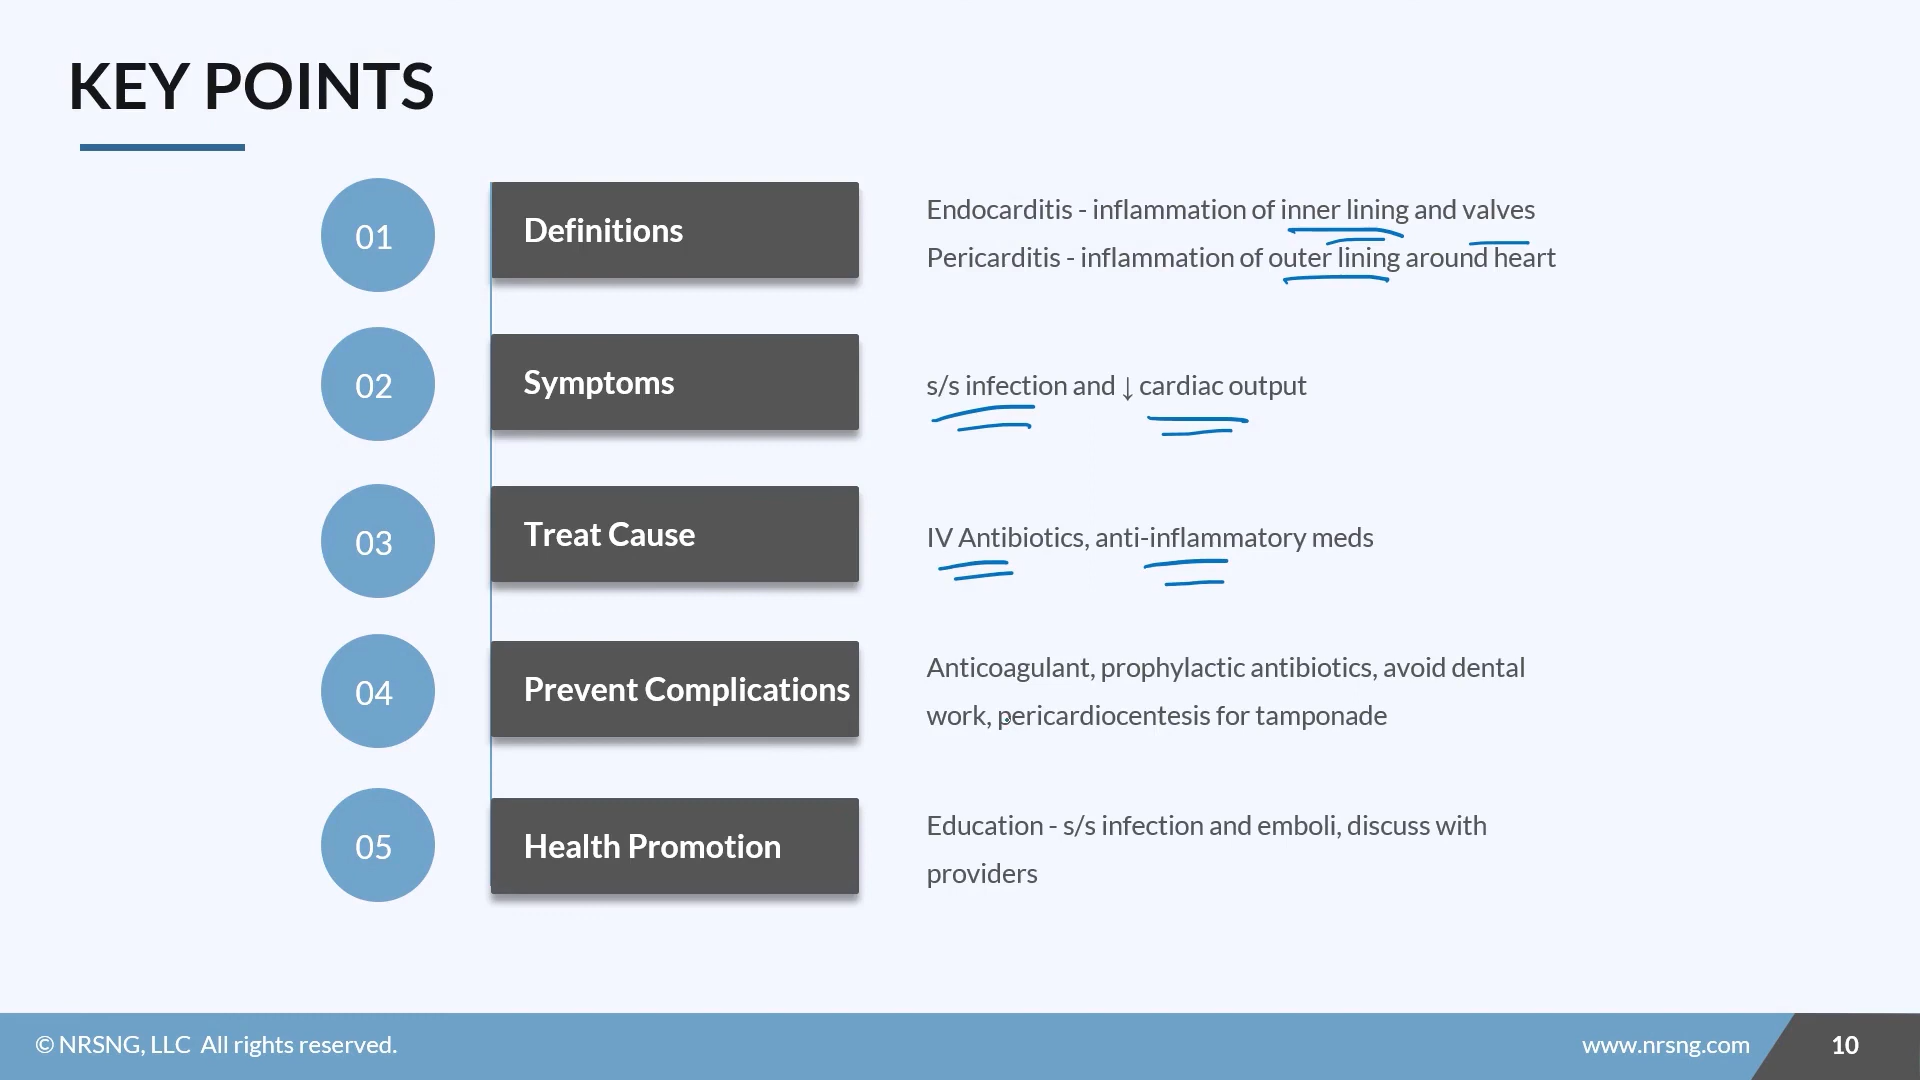 KEY POINTS
01
Definitions
Endocarditis - inflammation of inner lining and valves
Pericarditis - inflammation of outer lining around heart
02
Symptoms
s/s infection and ↓ cardiac output
03
Treat Cause
IV Antibiotics, anti-inflammatory meds
04
Prevent Complications
Anticoagulant, prophylactic antibiotics, avoid dental
work, pericardiocentesis for tamponade
05
Health Promotion
Education - s/s infection and emboli, discuss with
providers
© NRSNG, LLC All rights reserved.
www.nrsng.com
10